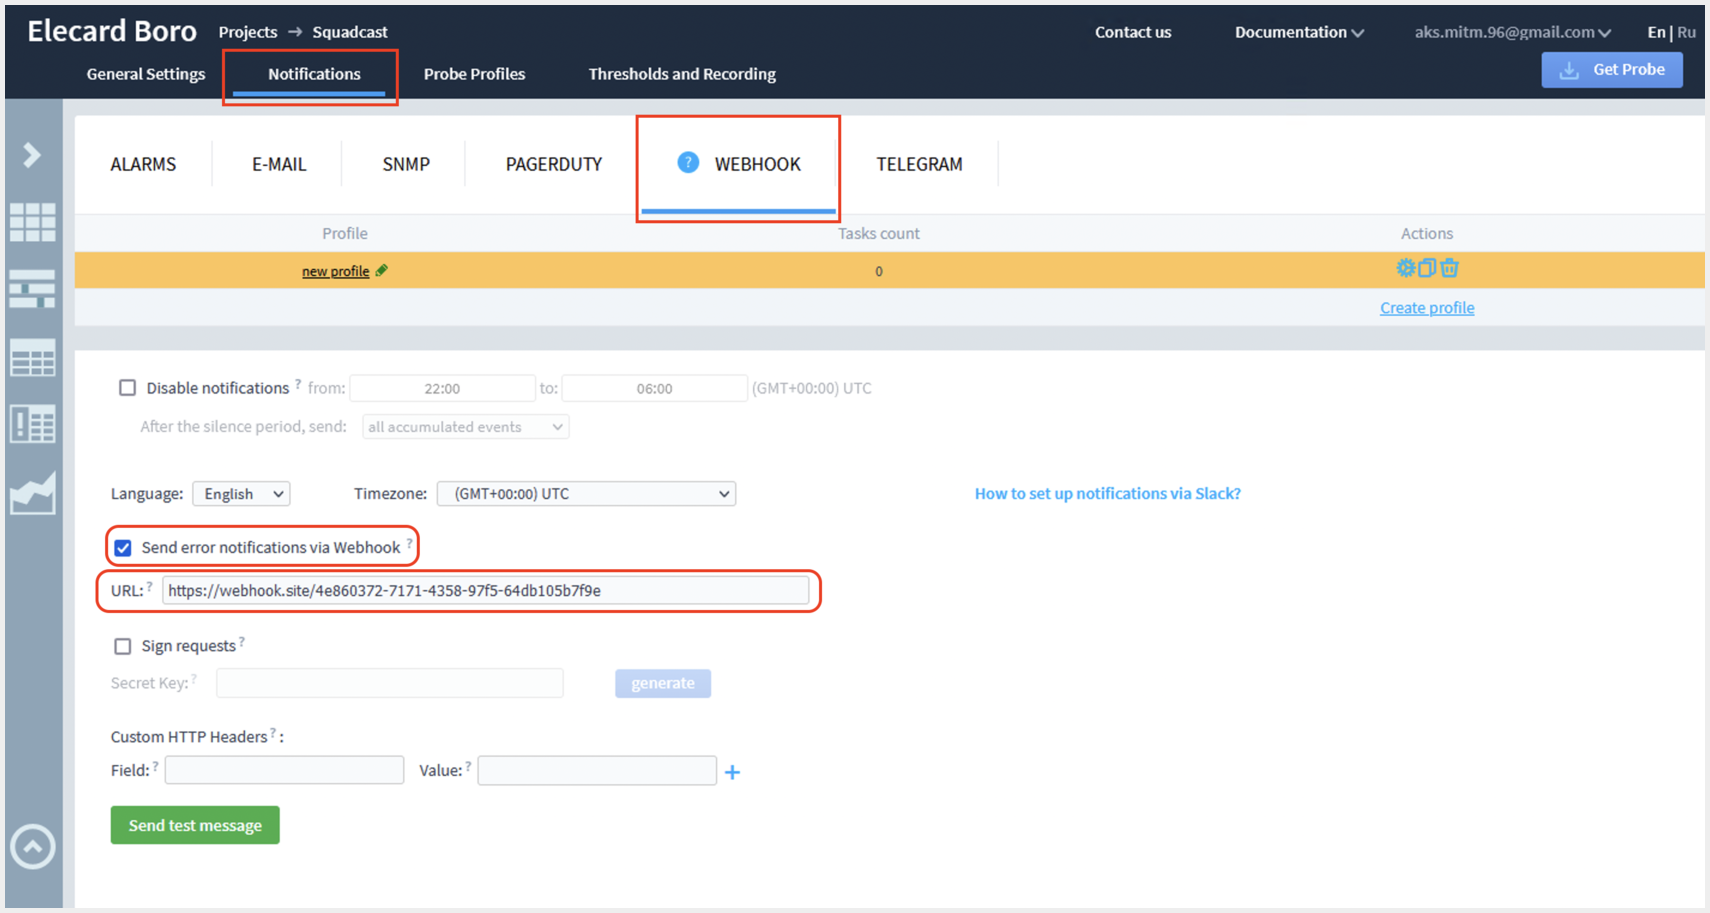 Elecard Boro Projects → Squadcast Contact us Documentation aks.mitm.96@gmail.com En | Ru
General Settings Notifications Probe Profiles Thresholds and Recording Get Probe
ALARMS E-MAIL SNMP PAGERDUTY ? WEBHOOK TELEGRAM
Profile Tasks count Actions
new profile 0
Create profile
Disable notifications ? from: 22:00 to: 06:00 (GMT+00:00) UTC
After the silence period, send: all accumulated events
Language: English Timezone: (GMT+00:00) UTC How to set up notifications via Slack?
Send error notifications via Webhook ?
URL: ? https://webhook.site/4e860372-7171-4358-97f5-64db105b7f9e
Sign requests ?
Secret Key: ? generate
Custom HTTP Headers ? :
Field: ? Value: ? +
Send test message